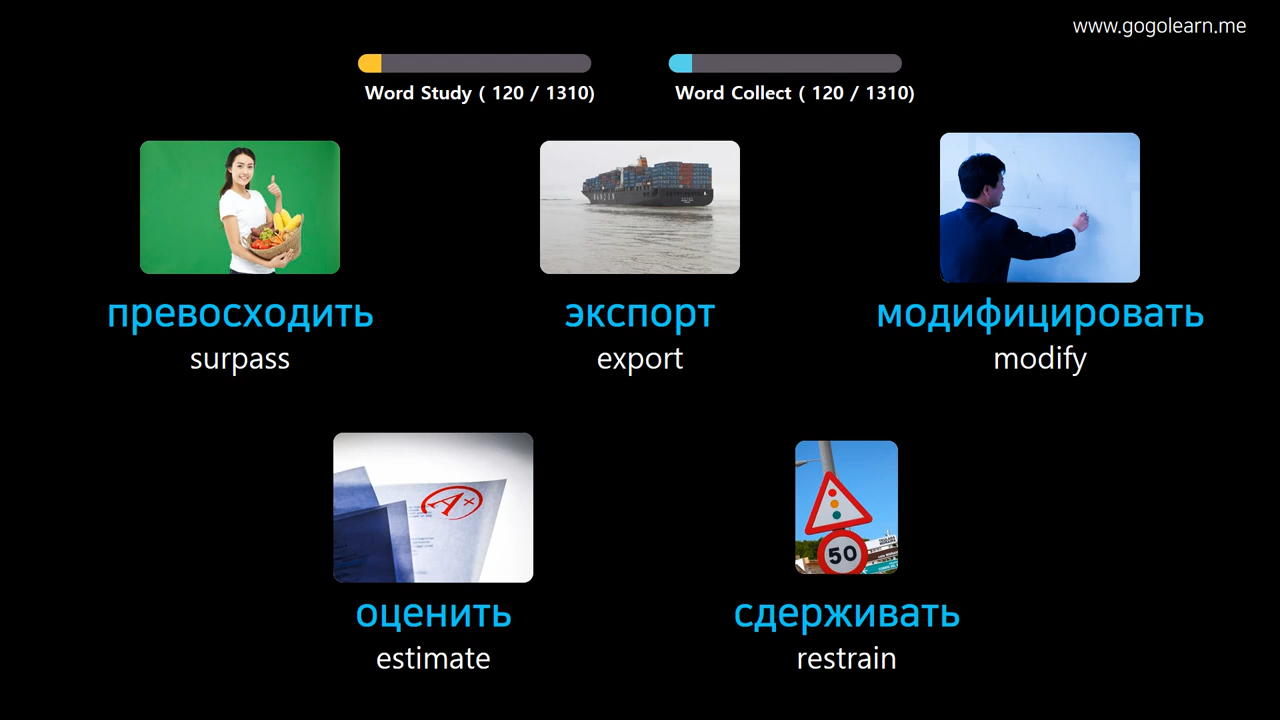 www.gogolearn.me
Word Study ( 120 / 1310)
Word Collect ( 120 / 1310)
превосходить
surpass
экспорт
export
модифицировать
modify
A+
50
оценить
estimate
сдерживать
restrain